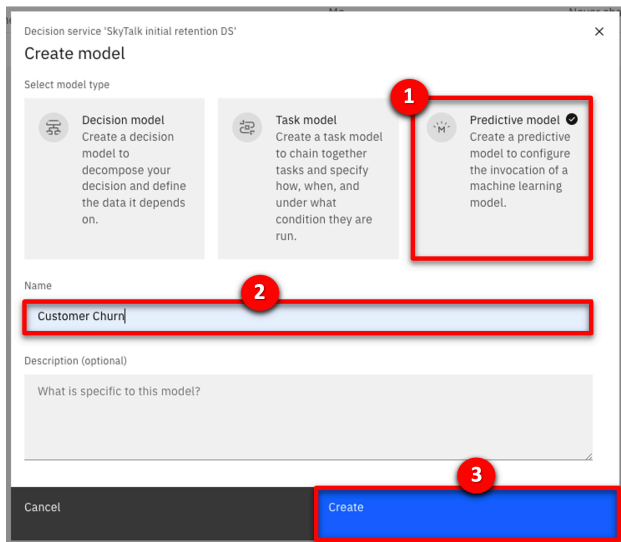 Decision service 'SkyTalk initial retention DS'
Create model
Select model type
1
Decision model
Create a decision
model to
decompose your
decision and define
the data it depends
on.
Task model
Create a task model
to chain together
tasks and specify
how, when, and
under what
condition they are
run.
M
Predictive model
Create a predictive
model to configure
the invocation of a
machine learning
model.
Name
2
Customer Churn
Description (optional)
What is specific to this model?
3
Cancel
Create